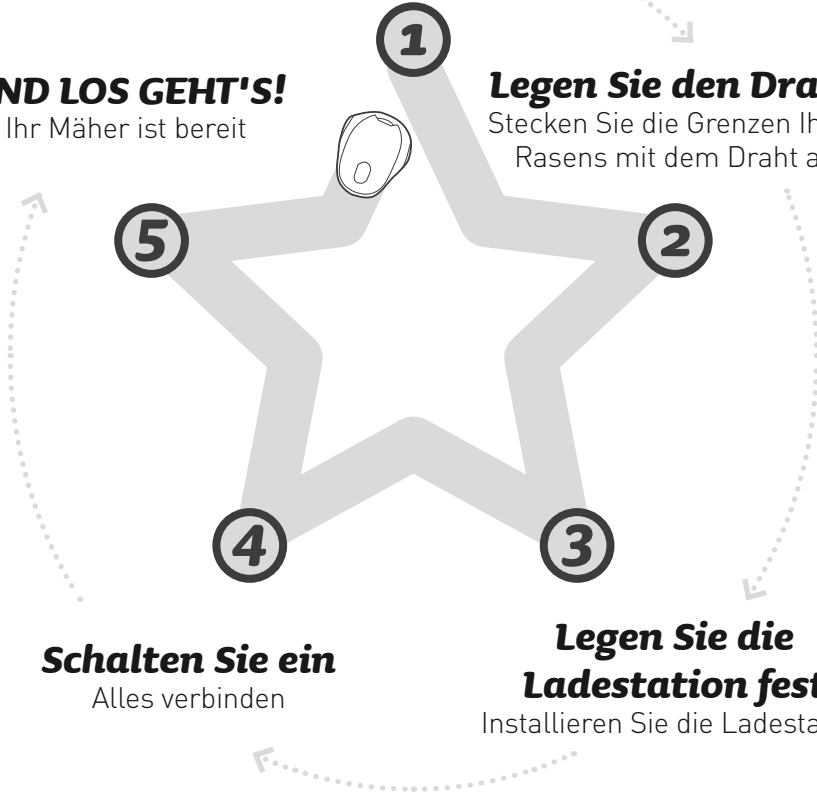 1
ND LOS GEHT'S!
Ihr Mäher ist bereit
Legen Sie den Dra
Stecken Sie die Grenzen Ih
Rasens mit dem Draht a
5
2
4
3
Schalten Sie ein
Alles verbinden
Legen Sie die
Ladestation fest
Installieren Sie die Ladesta